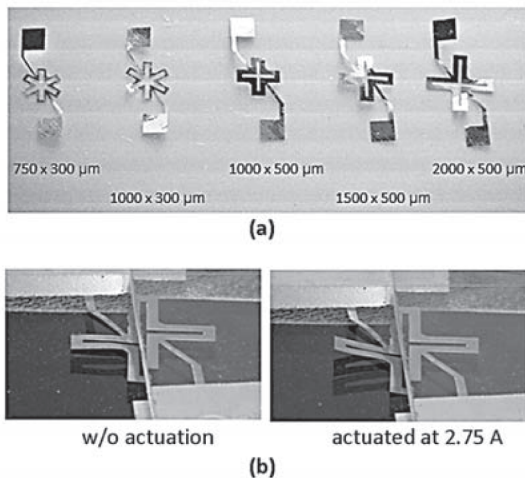 750 x 300 µm
1000 x 500 µm
2000 x 500 µm
1000 x 300 µm
1500 x 500 µm
(a)
w/o actuation
actuated at 2.75 A
(b)